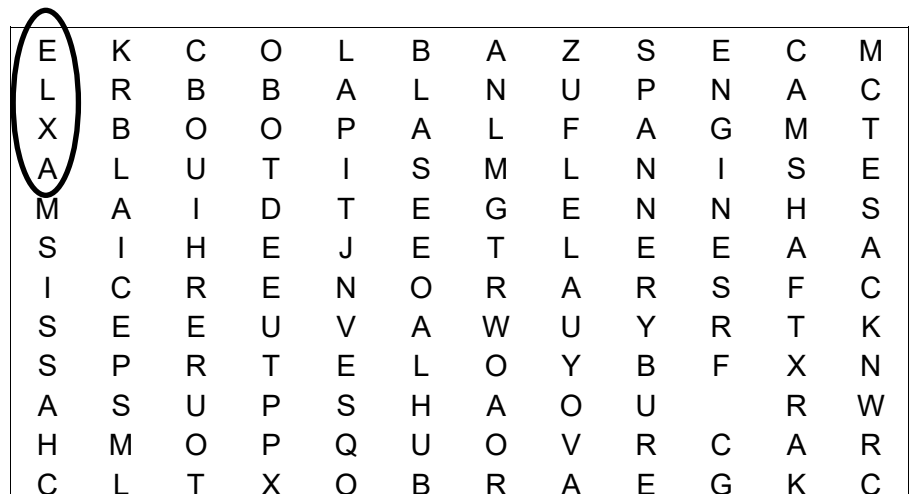 E K C O L B A Z S E C M
L R B B A L N U P N A C
X B O O P A L F A G M T
A L U T I S M L N I S E
M A I D T E G E N N H S
S I H E J E T L E E A A
I C R E N O R A R S F C
S E E U V A W U Y R T K
S P R T E L O Y B F X N
A S U P S H A O U R W
H M O P Q U O V R C A R
C L T X O B R A E G K C